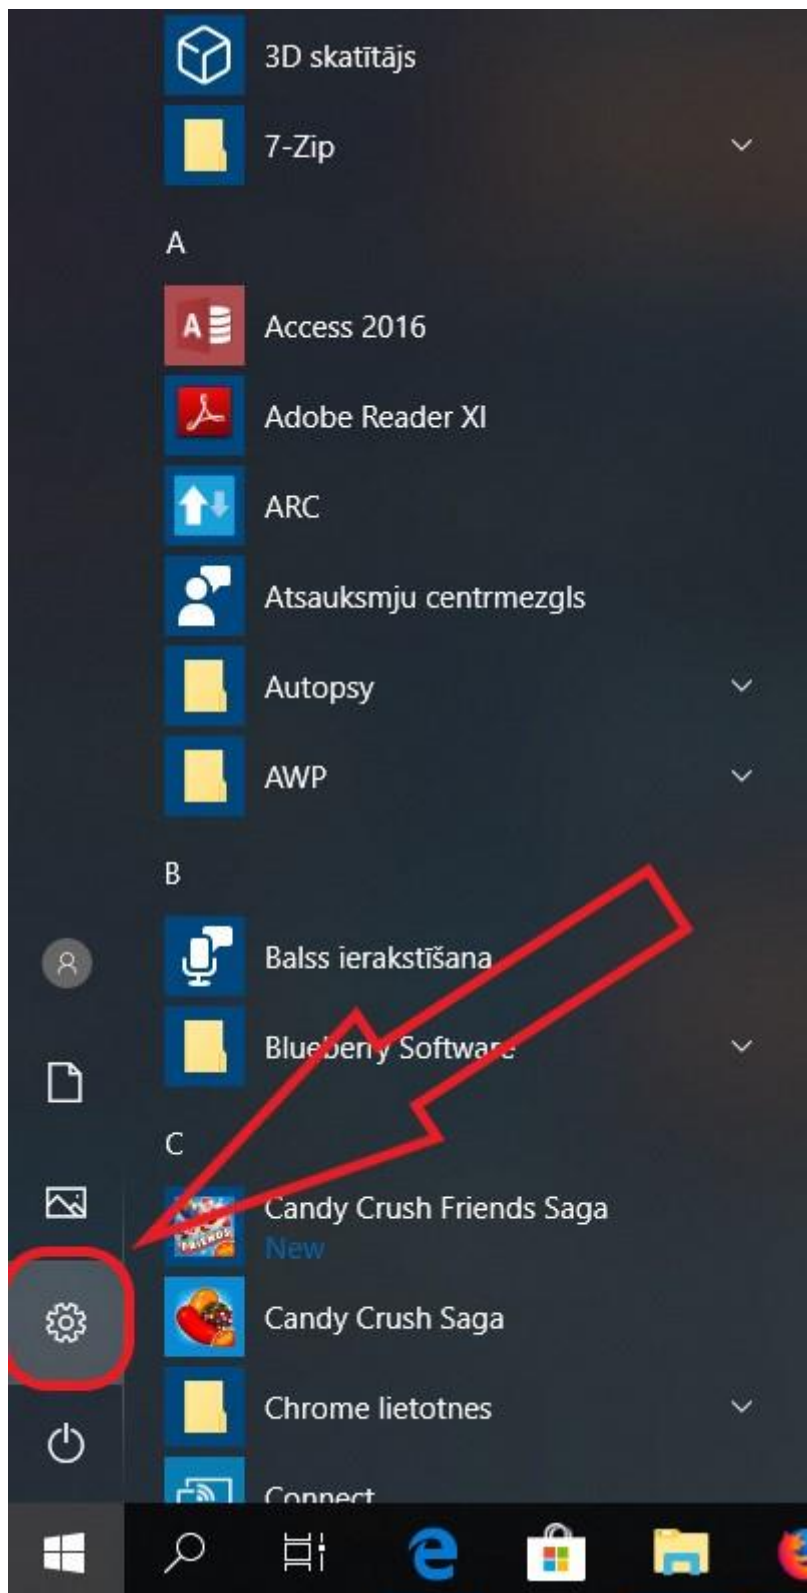 3D skatītājs
7-Zip
A
Access 2016
Adobe Reader XI
ARC
Atsauksmju centrmezgls
Autopsy
AWP
B
Balss ierakstīšana
Blueberry Software
C
Candy Crush Friends Saga
New
Candy Crush Saga
Chrome lietotnes
Connect